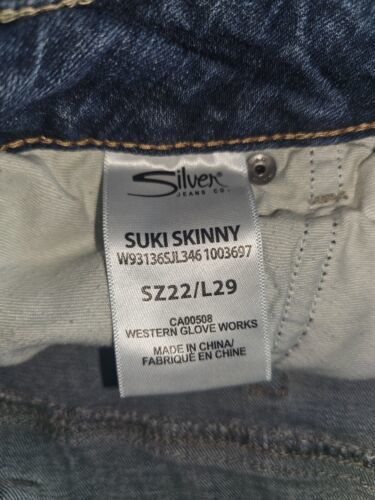 Silver
JEANS CO.
SUKI SKINNY
W93136SJL346 1003697
SZ22/L29
CA00508
WESTERN GLOVE WORKS
MADE IN CHINA/
FABRIQUÉ EN CHINE